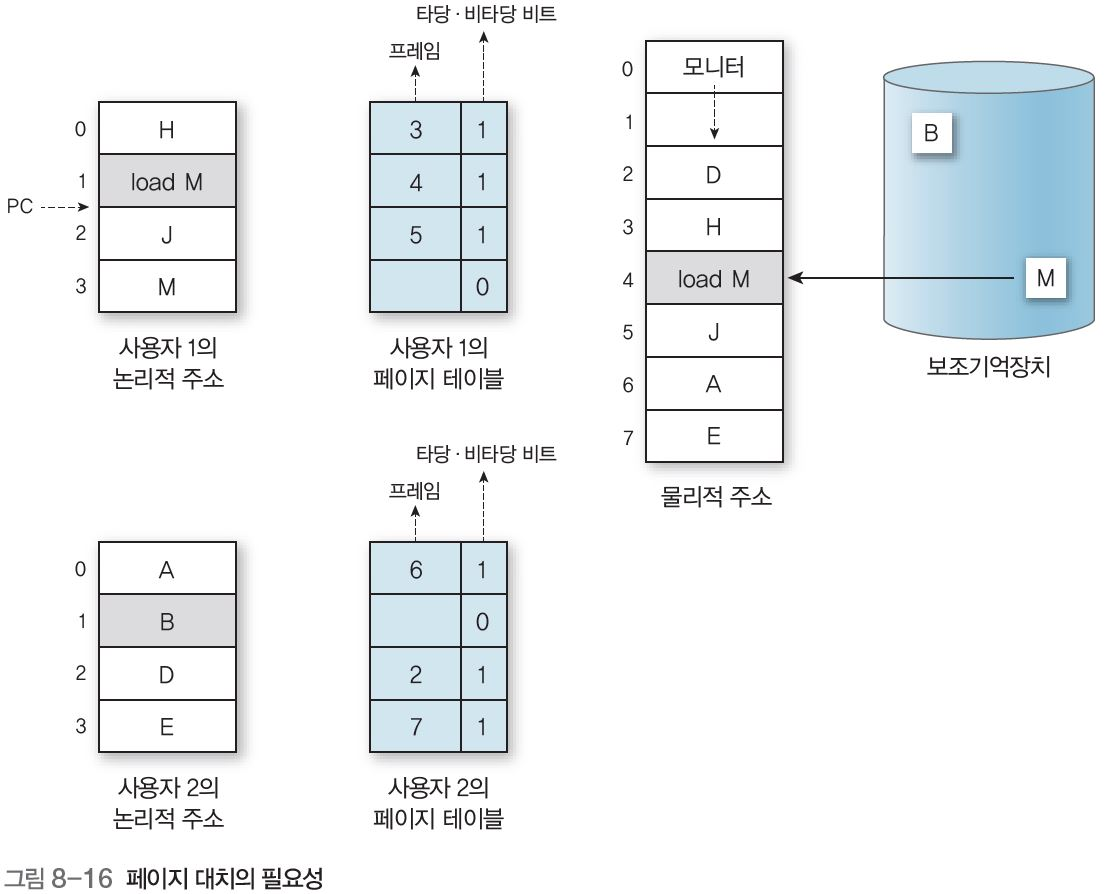 타당·비타당 비트
프레임
0 H
1 load M
PC
2 J
3 M
3 1
4 1
5 1
0
사용자 1의
논리적 주소
사용자 1의
페이지 테이블
0 모니터
1
2 D
3 H
4 load M
5 J
6 A
7 E
물리적 주소
B
M
보조기억장치
타당·비타당 비트
프레임
0 A
1 B
2 D
3 E
6 1
0
2 1
7 1
사용자 2의
논리적 주소
사용자 2의
페이지 테이블
그림 8-16 페이지 대치의 필요성